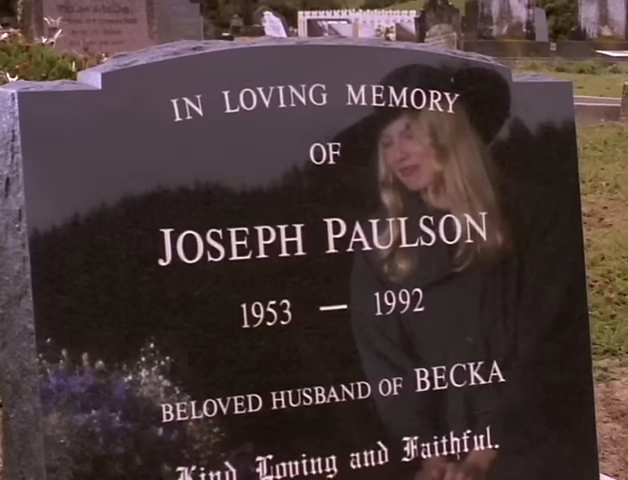 IN LOVING MEMORY
OF
JOSEPH PAULSON
1953 — 1992
BELOVED HUSBAND OF BECKA
Kind Loving and Faithful.